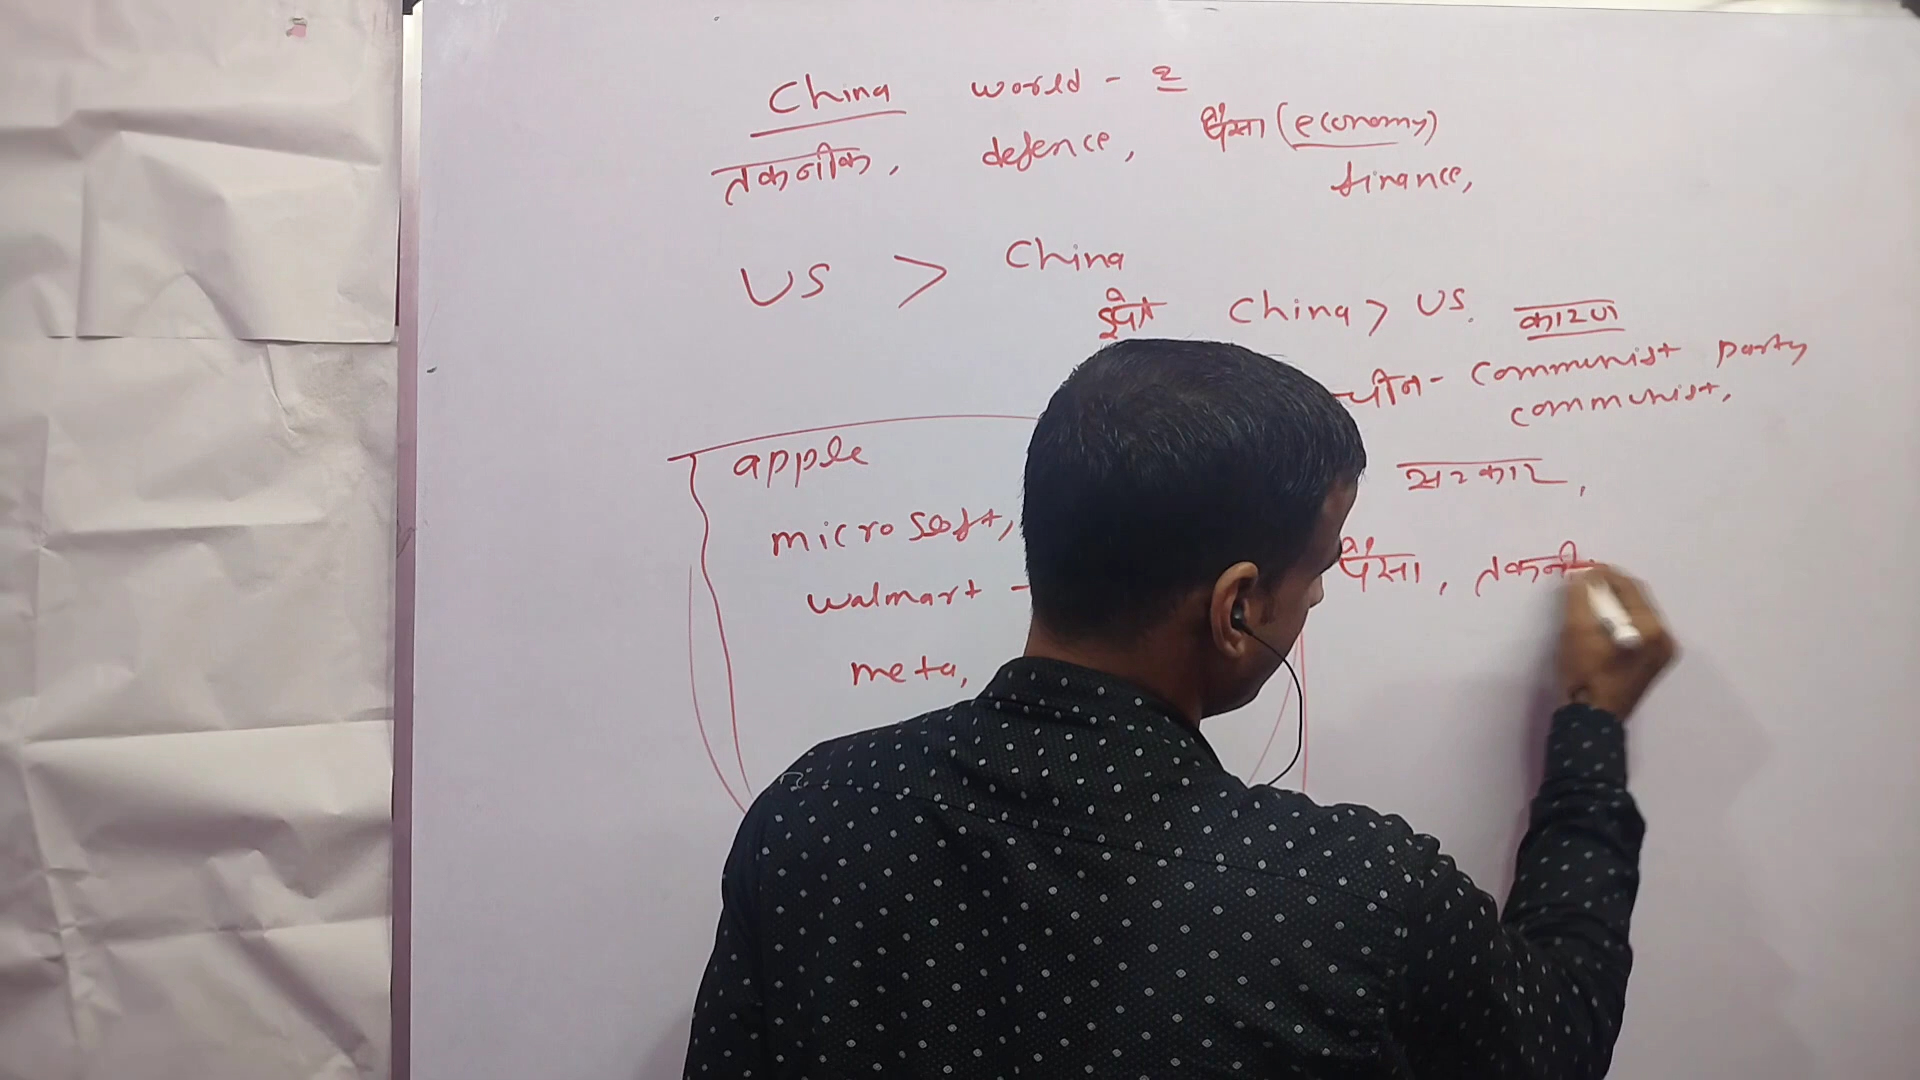 China world - २
तकनीक, defence, पैसा (economy)
finance,
US > China
China > US. कारण
चीन - communist party
communist,
apple
सरकार,
microsoft,
walmart -
पैसा, तकनी
meta,